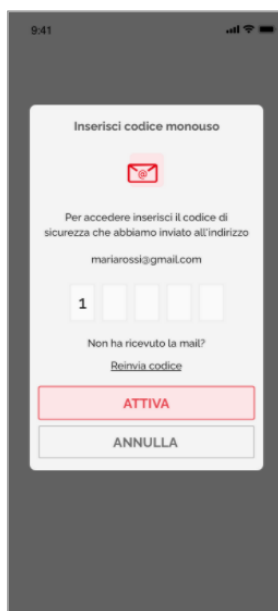 9:41
Inserisci codice monouso
@
Per accedere inserisci il codice di
sicurezza che abbiamo inviato all'indirizzo
mariarossi@gmail.com
1
Non ha ricevuto la mail?
Reinvia codice
ATTIVA
ANNULLA